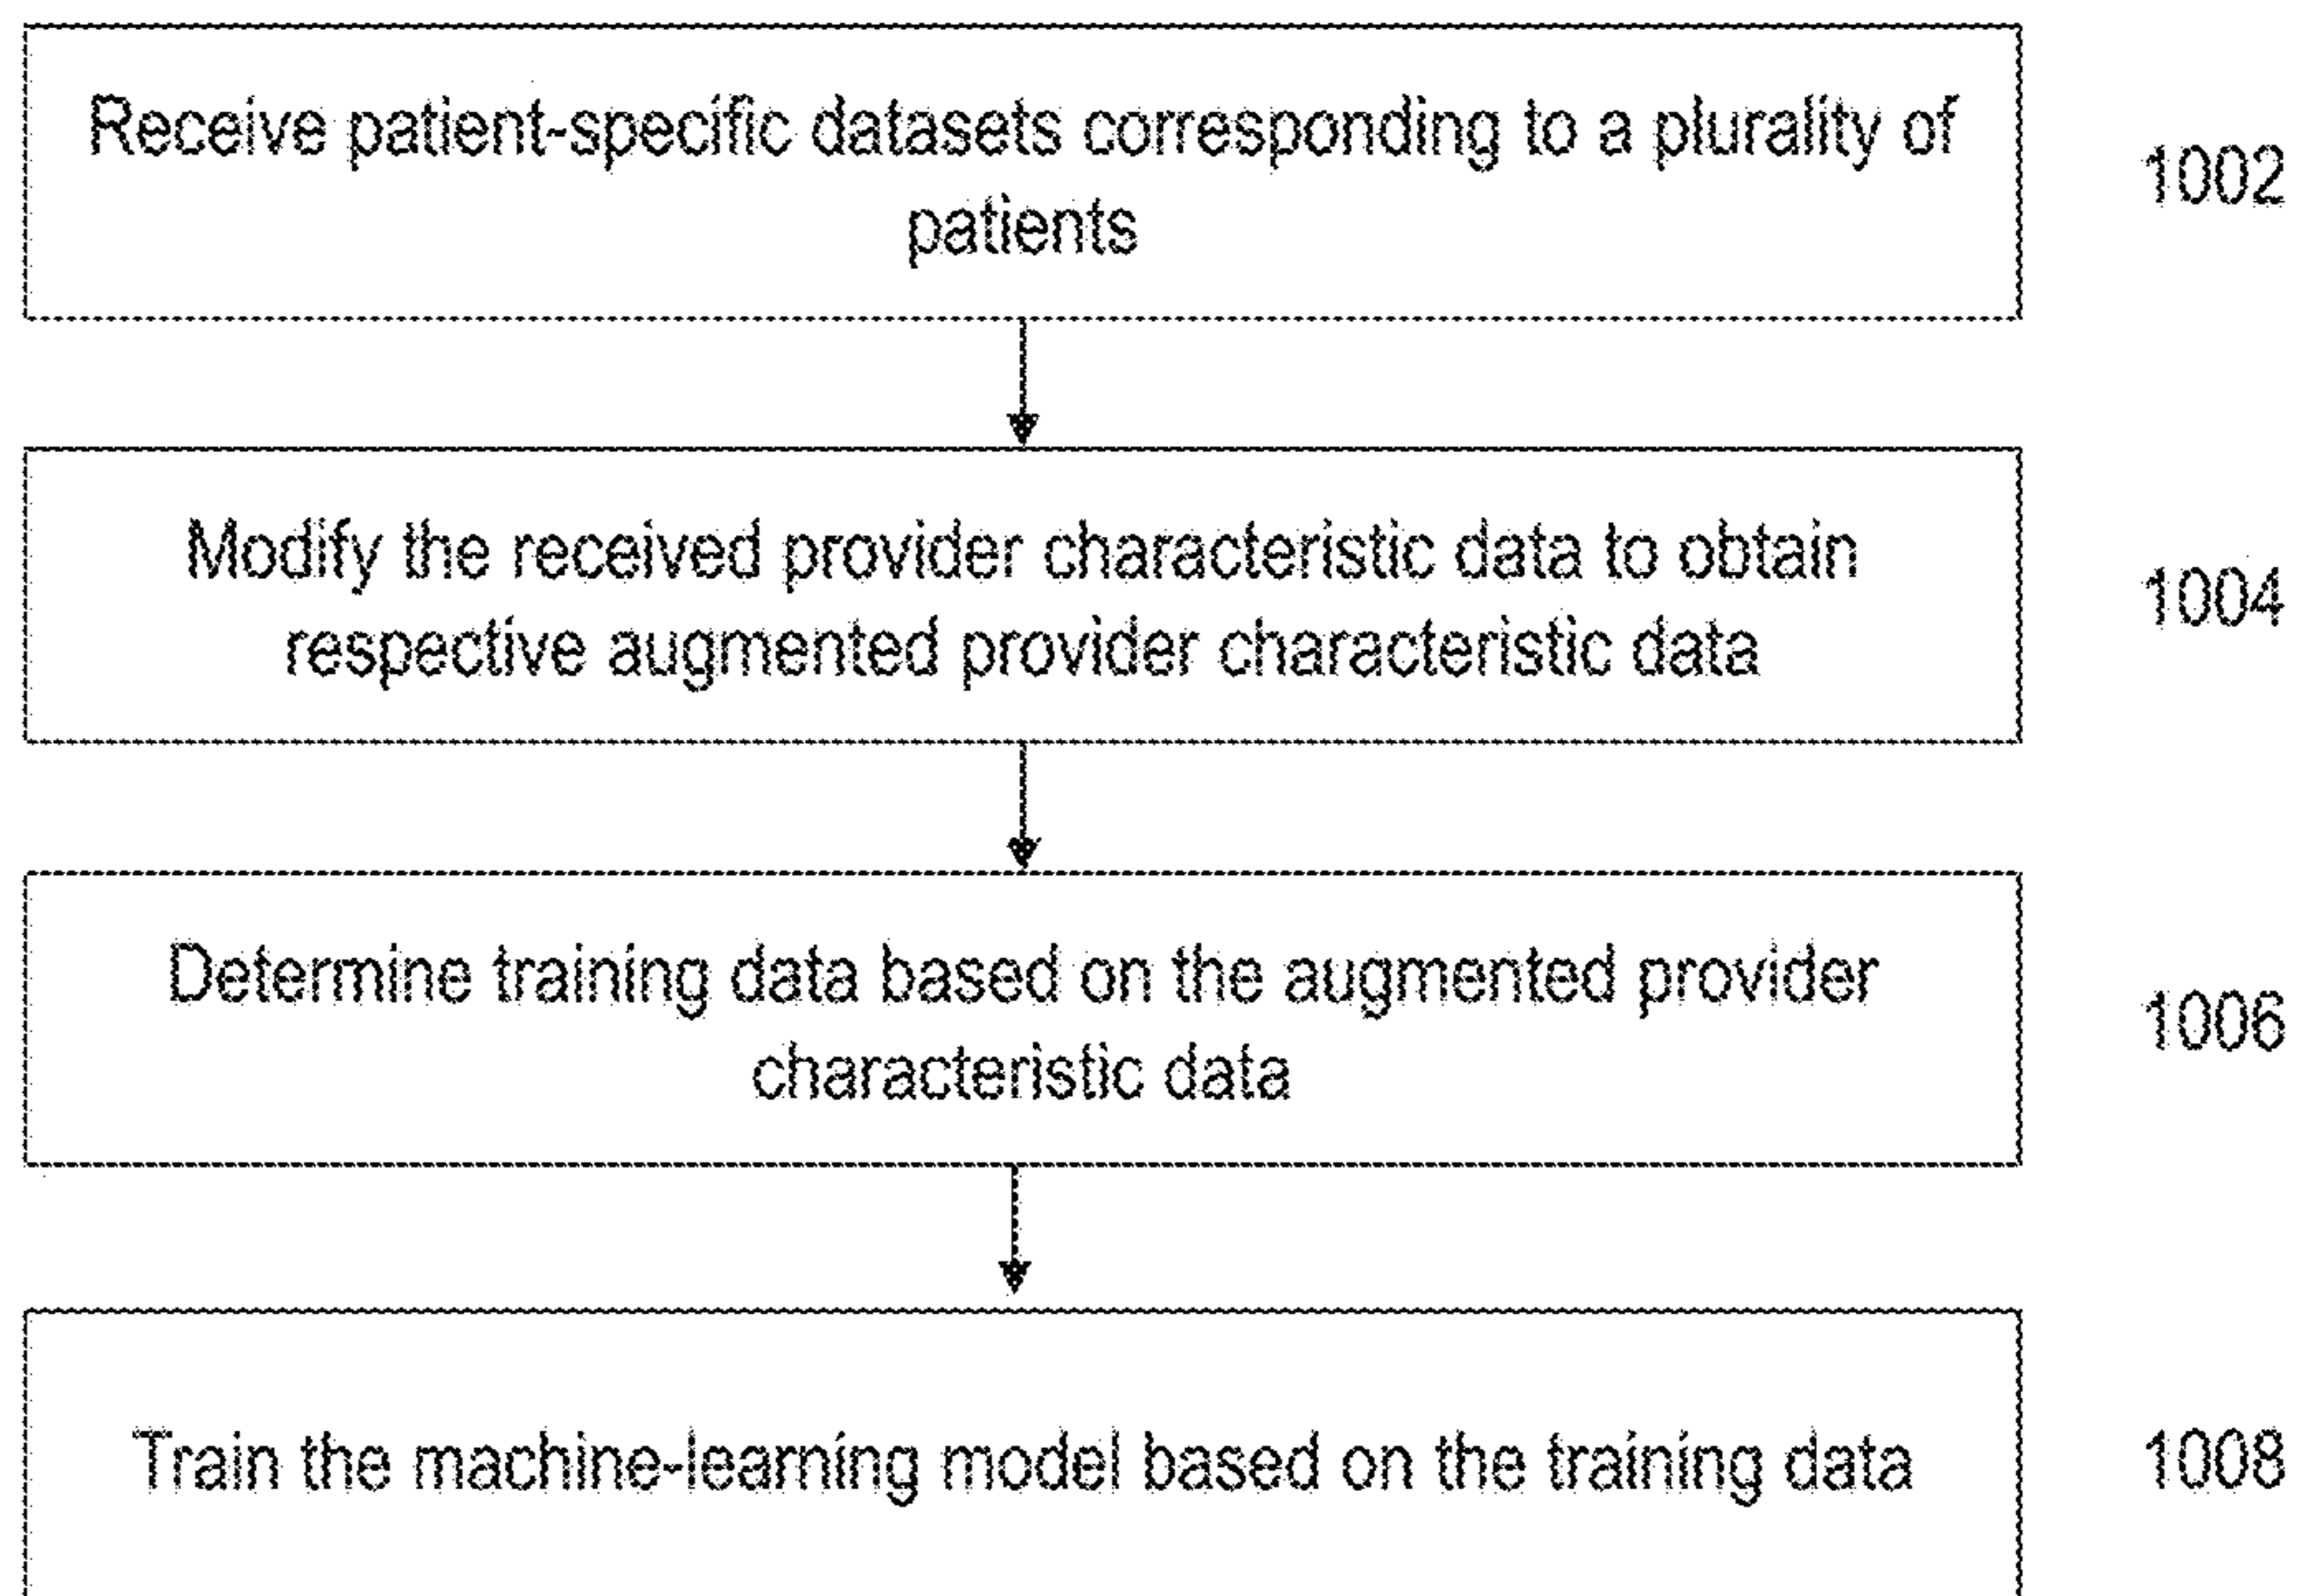 Receive patient-specific datasets corresponding to a plurality of
patients
1002
Modify the received provider characteristic data to obtain
respective augmented provider characteristic data
1004
Determine training data based on the augmented provider
characteristic data
1006
Train the machine-learning model based on the training data
1008